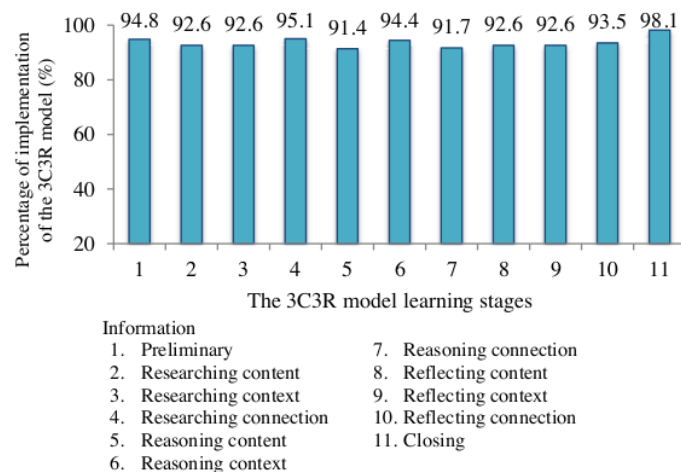 Percentage of implementation
of the 3C3R model (%)
100
80
60
40
20
94.8 92.6 92.6 95.1 91.4 94.4 91.7 92.6 92.6 93.5 98.1
1 2 3 4 5 6 7 8 9 10 11
The 3C3R model learning stages
Information
1. Preliminary
2. Researching content
3. Researching context
4. Researching connection
5. Reasoning content
6. Reasoning context
7. Reasoning connection
8. Reflecting content
9. Reflecting context
10. Reflecting connection
11. Closing